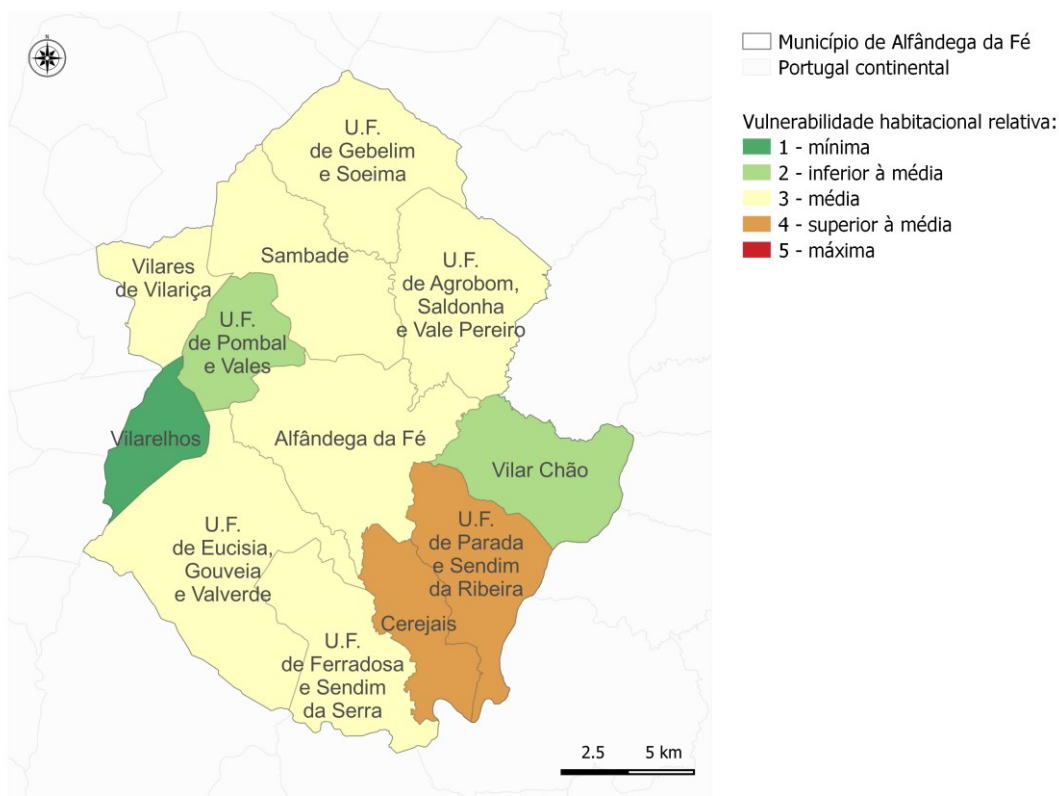 U.F.
de Gebelim
e Soeima
Sambade
Vilares
de Vilariça
U.F.
de Agrobom,
Saldonha
e Vale Pereiro
U.F.
de Pombal
e Vales
Vilarelhos
Alfândega da Fé
Vilar Chão
U.F.
de Eucisia,
Gouveia
e Valverde
U.F.
de Parada
e Sendim
da Ribeira
Cerejais
U.F.
de Ferradosa
e Sendim
da Serra
2.5 5 km
Município de Alfândega da Fé
Portugal continental
Vulnerabilidade habitacional relativa:
1 - mínima
2 - inferior à média
3 - média
4 - superior à média
5 - máxima